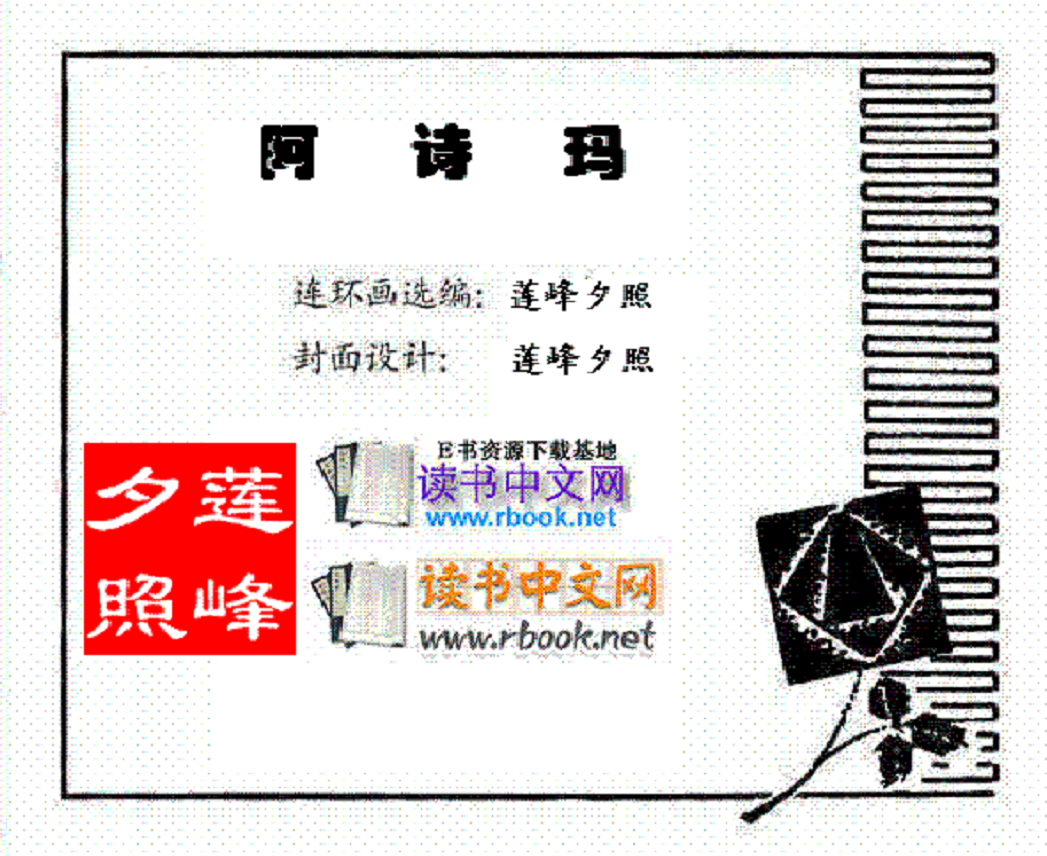 阿诗玛
连环画选编：莲峰夕照
封面设计：莲峰夕照
莲峰
夕照
E书资源下载基地
读书中文网
www.rbook.net
读书中文网
www.rbook.net